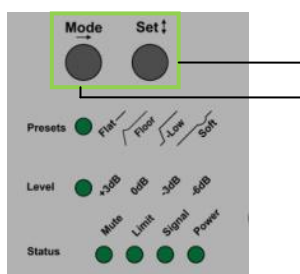 Mode Set
Presets Flat Floor -Low Soft
Level +3dB 0dB -3dB -6dB
Mute Limit Signal Power
Status